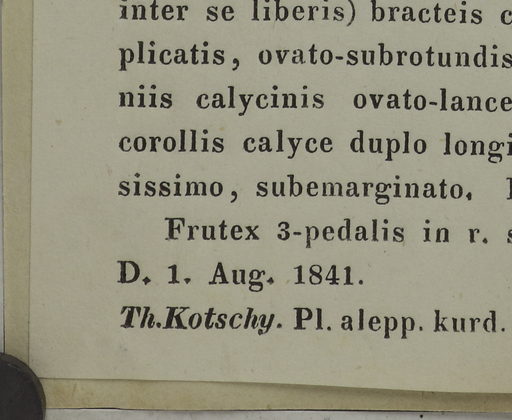 inter se liberis) bracteis c
plicatis, ovato-subrotundis
niis calycinis ovato-lance
corollis calyce duplo longi
sissimo, subemarginato.
Frutex 3-pedalis in r. s
D. 1. Aug. 1841.
Th.Kotschy. Pl. alepp. kurd.